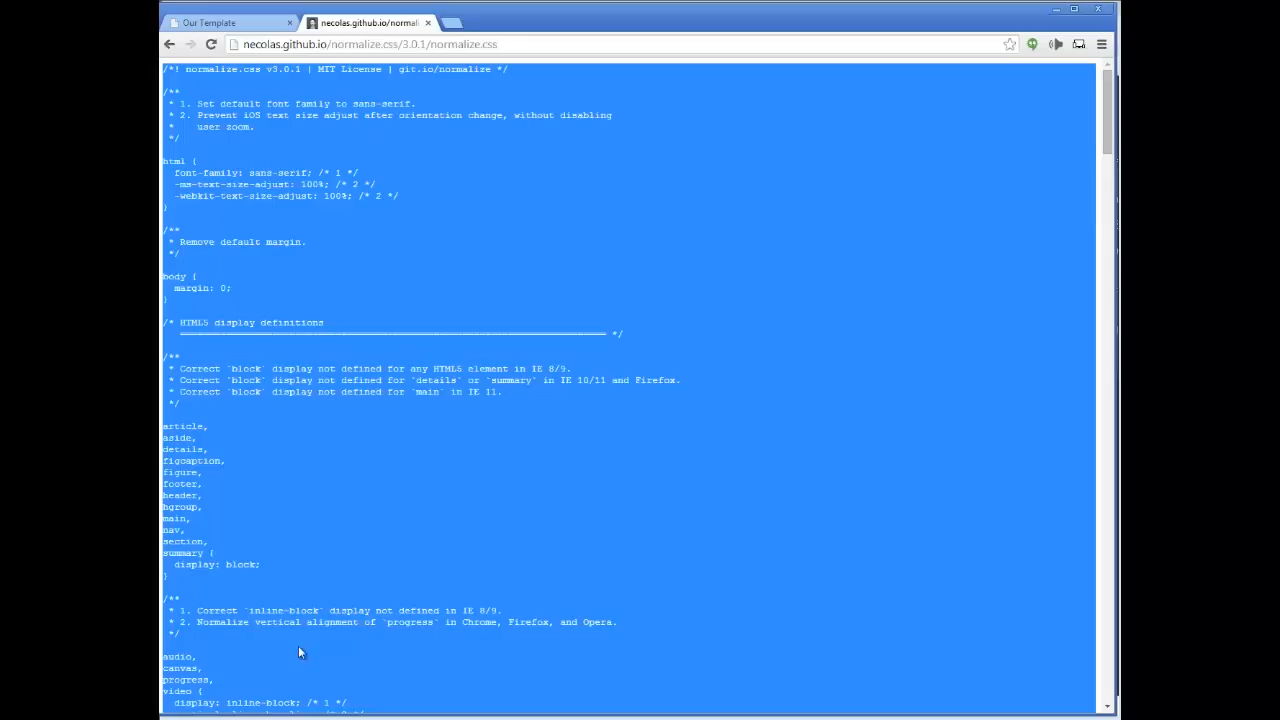 Our Template
necolas.github.io/normali
necolas.github.io/normalize.css/3.0.1/normalize.css
/*! normalize.css v3.0.1 | MIT License | git.io/normalize */
/**
* 1. Set default font family to sans-serif.
* 2. Prevent iOS text size adjust after orientation change, without disabling
*    user zoom.
*/
html {
font-family: sans-serif; /* 1 */
-ms-text-size-adjust: 100%; /* 2 */
-webkit-text-size-adjust: 100%; /* 2 */
}
/**
* Remove default margin.
*/
body {
margin: 0;
}
/* HTML5 display definitions
========================================================================== */
/**
* Correct `block` display not defined for any HTML5 element in IE 8/9.
* Correct `block` display not defined for `details` or `summary` in IE 10/11 and Firefox.
* Correct `block` display not defined for `main` in IE 11.
*/
article,
aside,
details,
figcaption,
figure,
footer,
header,
hgroup,
main,
nav,
section,
summary {
display: block;
}
/**
* 1. Correct `inline-block` display not defined in IE 8/9.
* 2. Normalize vertical alignment of `progress` in Chrome, Firefox, and Opera.
*/
audio,
canvas,
progress,
video {
display: inline-block; /* 1 */